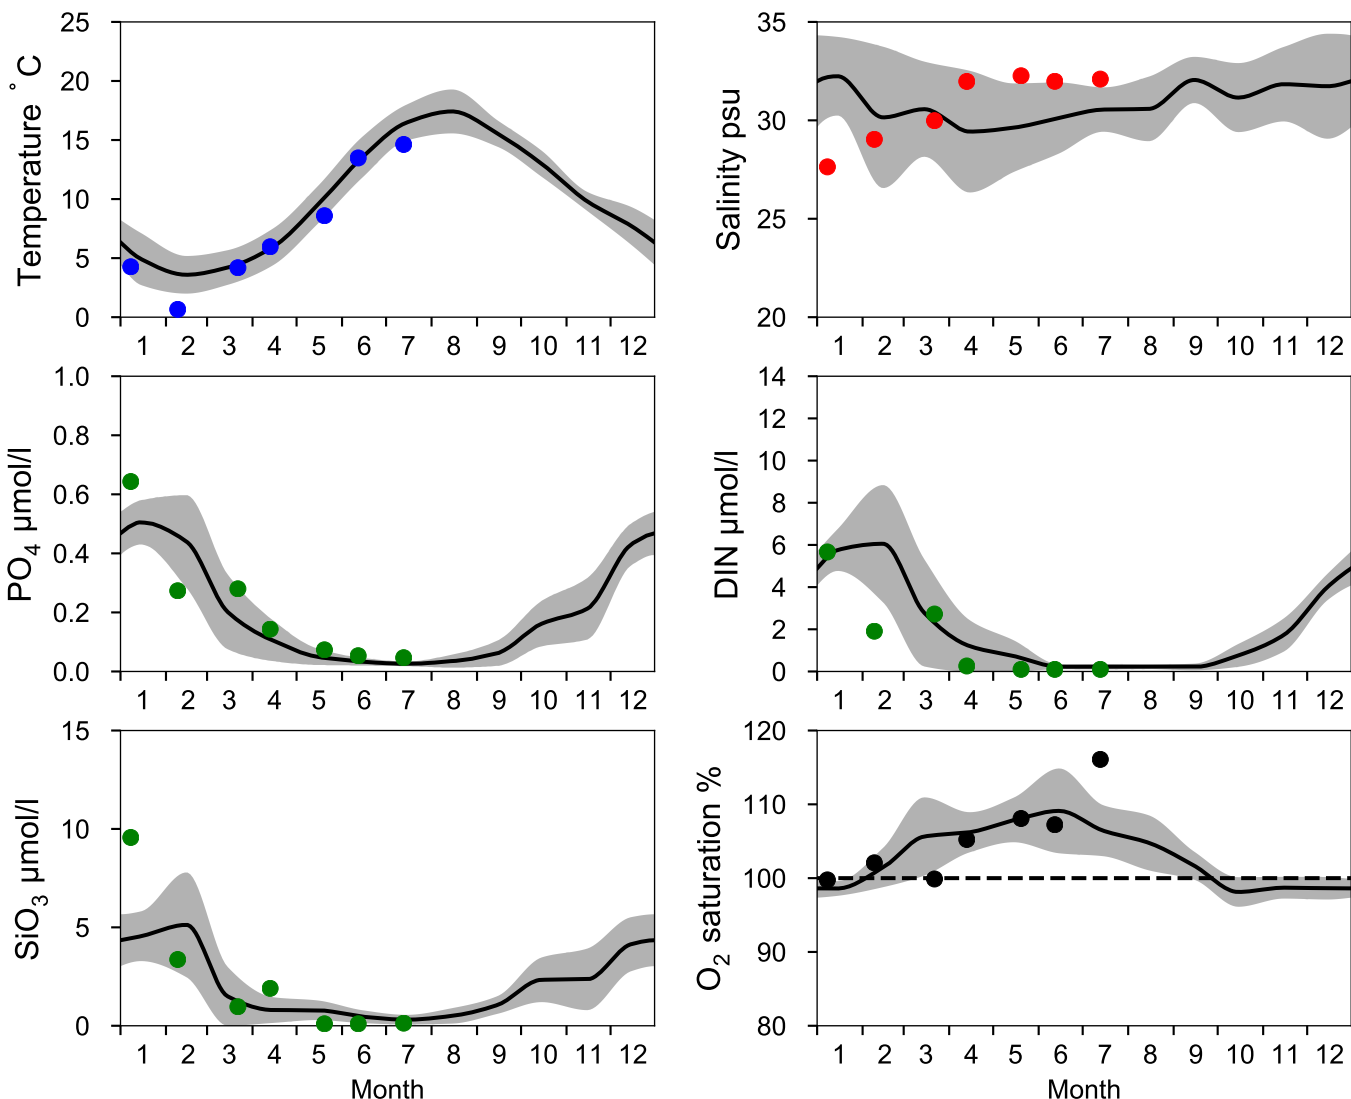 Temperature °C
25
20
15
10
5
0
1 2 3 4 5 6 7 8 9 10 11 12
Salinity psu
35
30
25
20
1 2 3 4 5 6 7 8 9 10 11 12
PO4 µmol/l
1.0
0.8
0.6
0.4
0.2
0.0
1 2 3 4 5 6 7 8 9 10 11 12
DIN µmol/l
14
12
10
8
6
4
2
0
1 2 3 4 5 6 7 8 9 10 11 12
SiO3 µmol/l
15
10
5
0
1 2 3 4 5 6 7 8 9 10 11 12
Month
O2 saturation %
120
110
100
90
80
1 2 3 4 5 6 7 8 9 10 11 12
Month